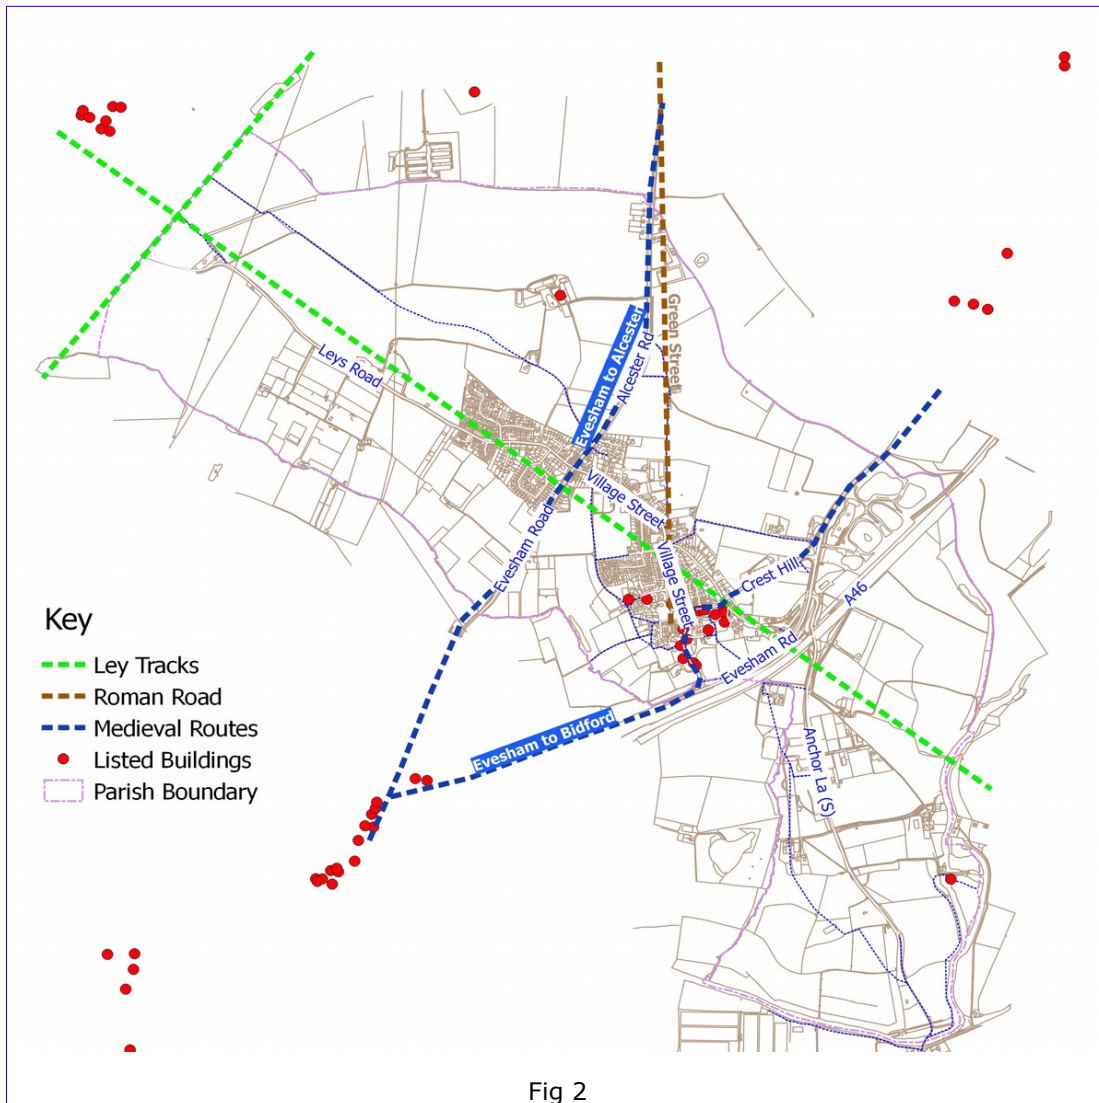 Green Street
Evesham to Alcester
Alcester Rd
Leys Road
Village Street
Evesham Road
Village Street
Crest Hill
A46
Evesham Rd
Evesham to Bidford
Anchor La (S)
Key
Ley Tracks
Roman Road
Medieval Routes
Listed Buildings
Parish Boundary
Fig 2